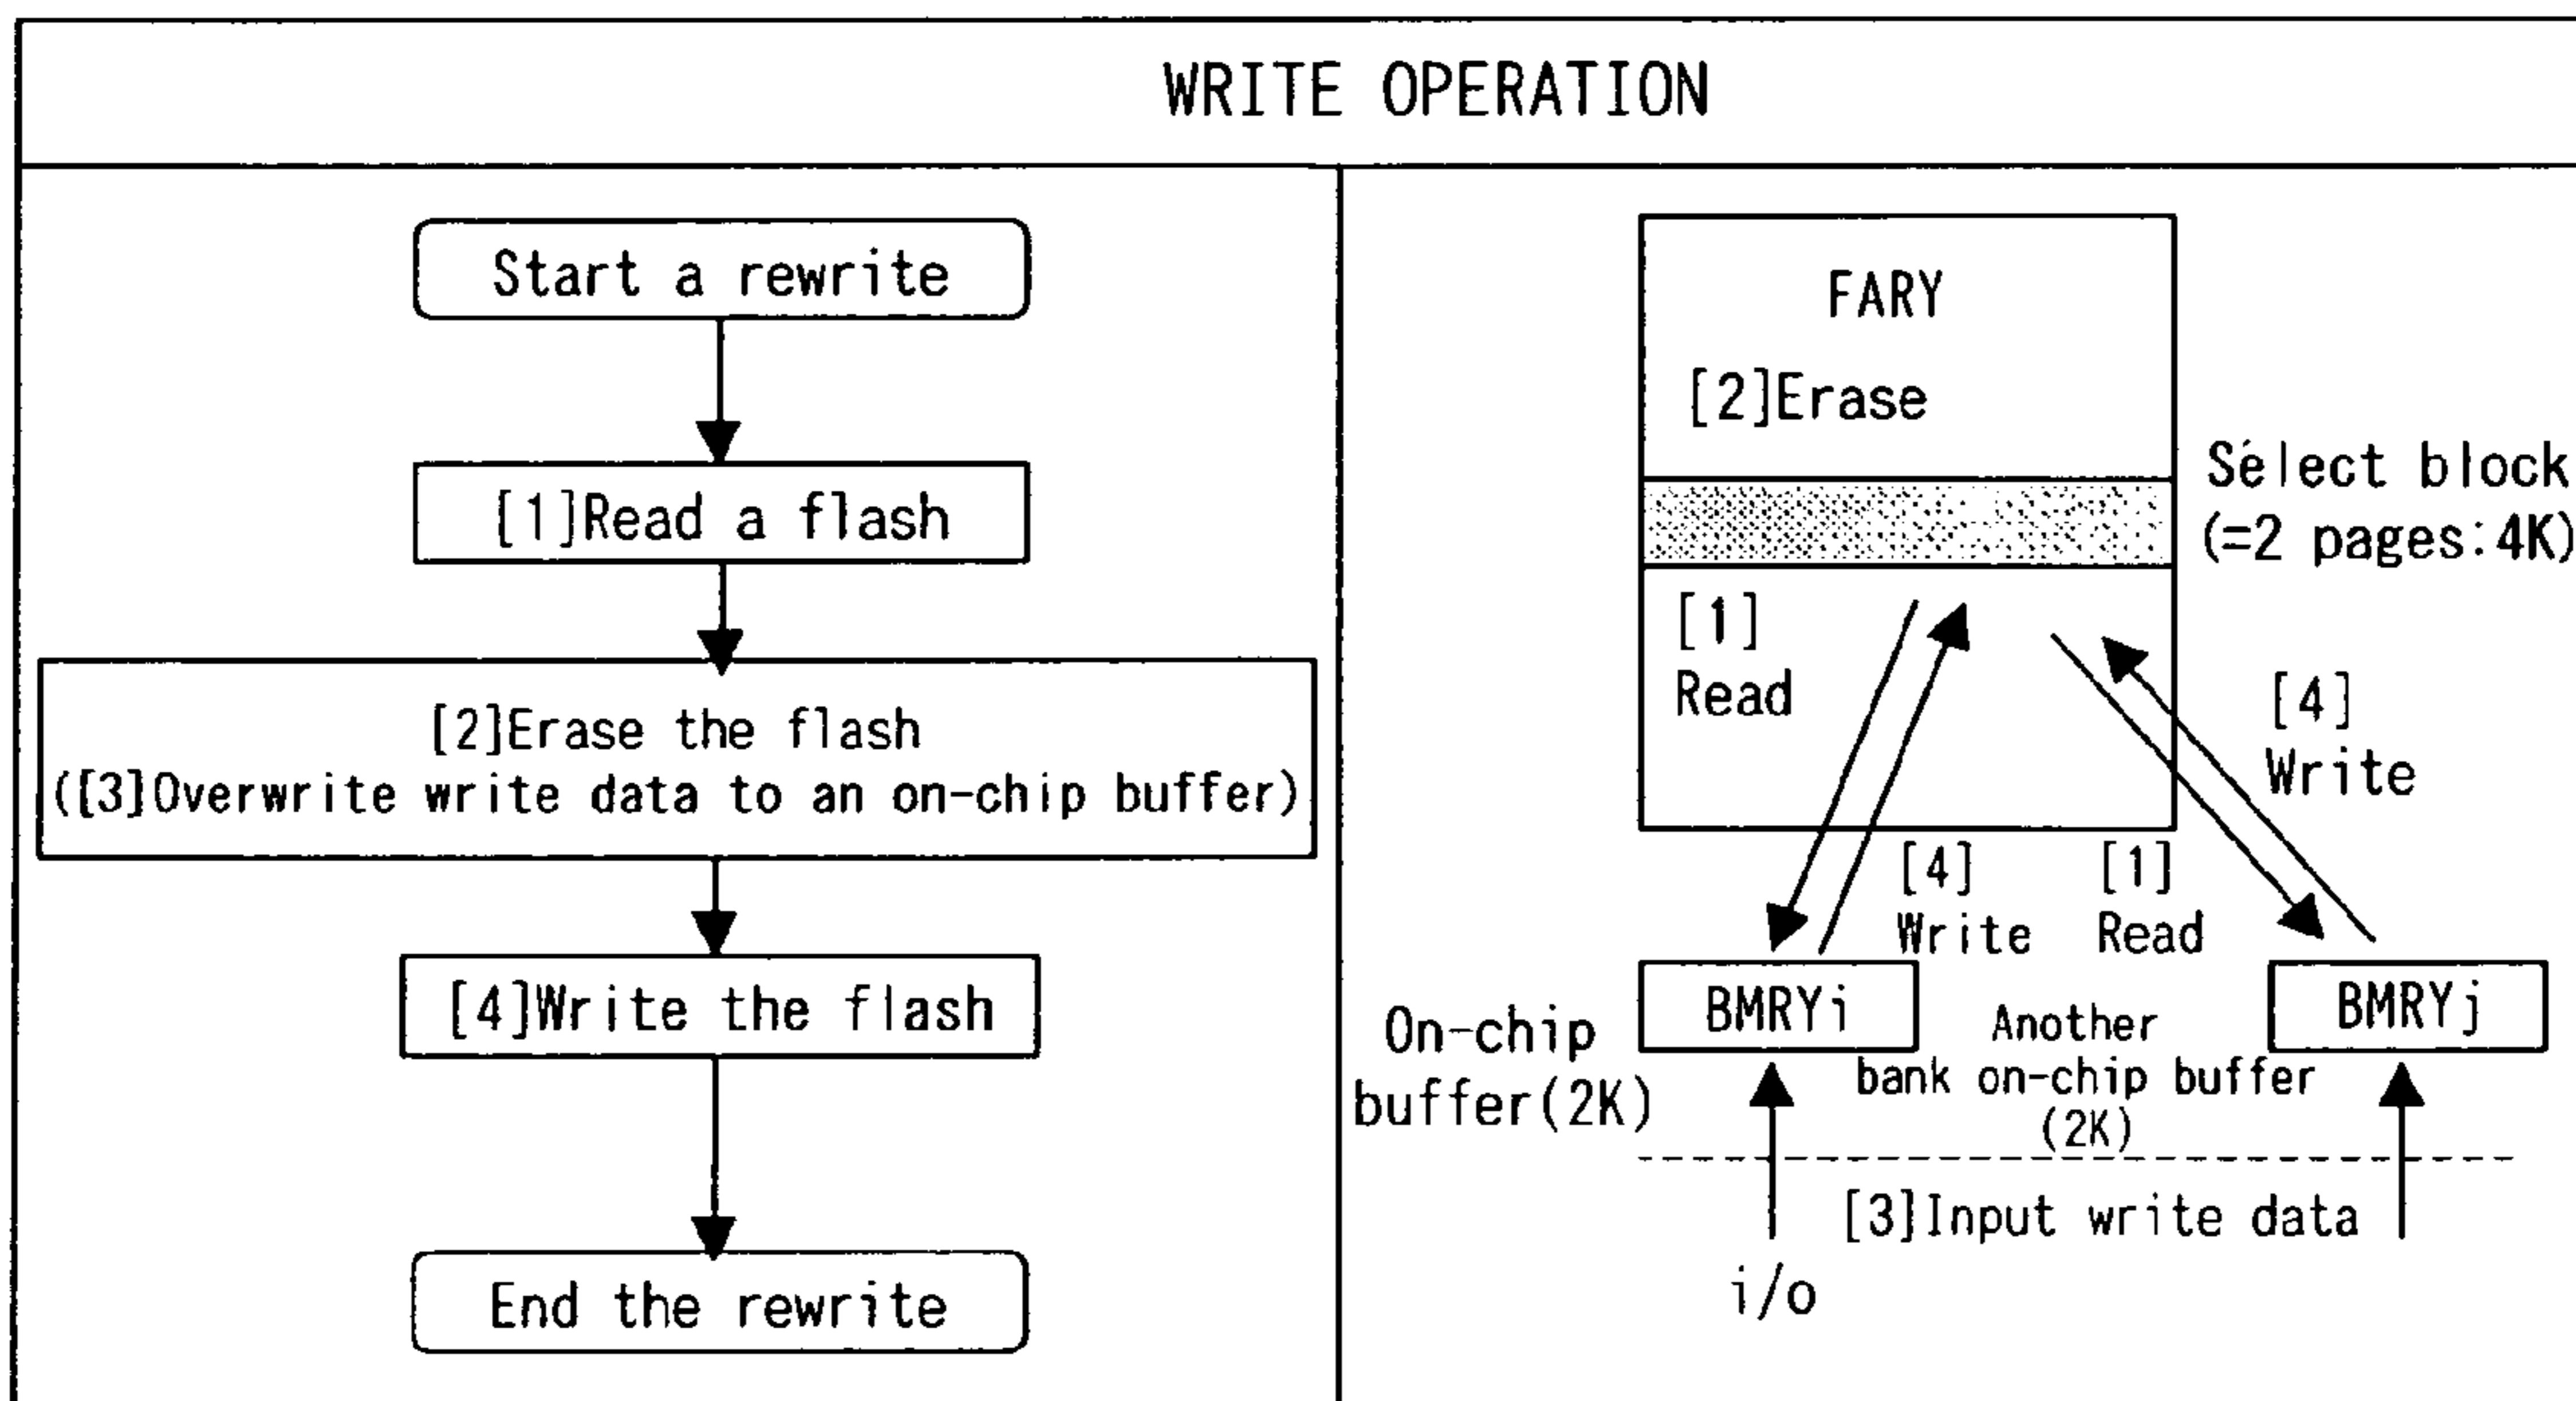 WRITE OPERATION
Start a rewrite
[1]Read a flash
[2]Erase the flash
([3]Overwrite write data to an on-chip buffer)
[4]Write the flash
End the rewrite
FARY
[2]Erase
Select block
(=2 pages:4K)
[1]
Read
[4]
Write
[4]
Write
[1]
Read
On-chip
buffer(2K)
BMRYi
Another
bank on-chip buffer
(2K)
BMRYj
[3]Input write data
i/o